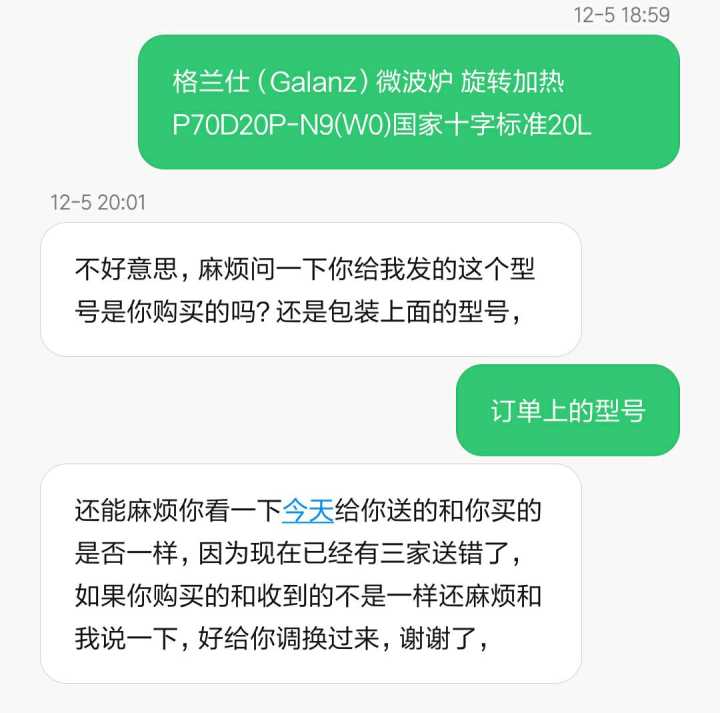 12-5 18:59
格兰仕（Galanz）微波炉 旋转加热
P70D20P-N9(W0)国家十字标准20L
12-5 20:01
不好意思，麻烦问一下你给我发的这个型
号是你购买的吗？还是包装上面的型号，
订单上的型号
还能麻烦你看一下今天给你送的和你买的
是否一样，因为现在已经有三家送错了，
如果你购买的和收到的不是一样还麻烦和
我说一下，好给你调换过来，谢谢了，